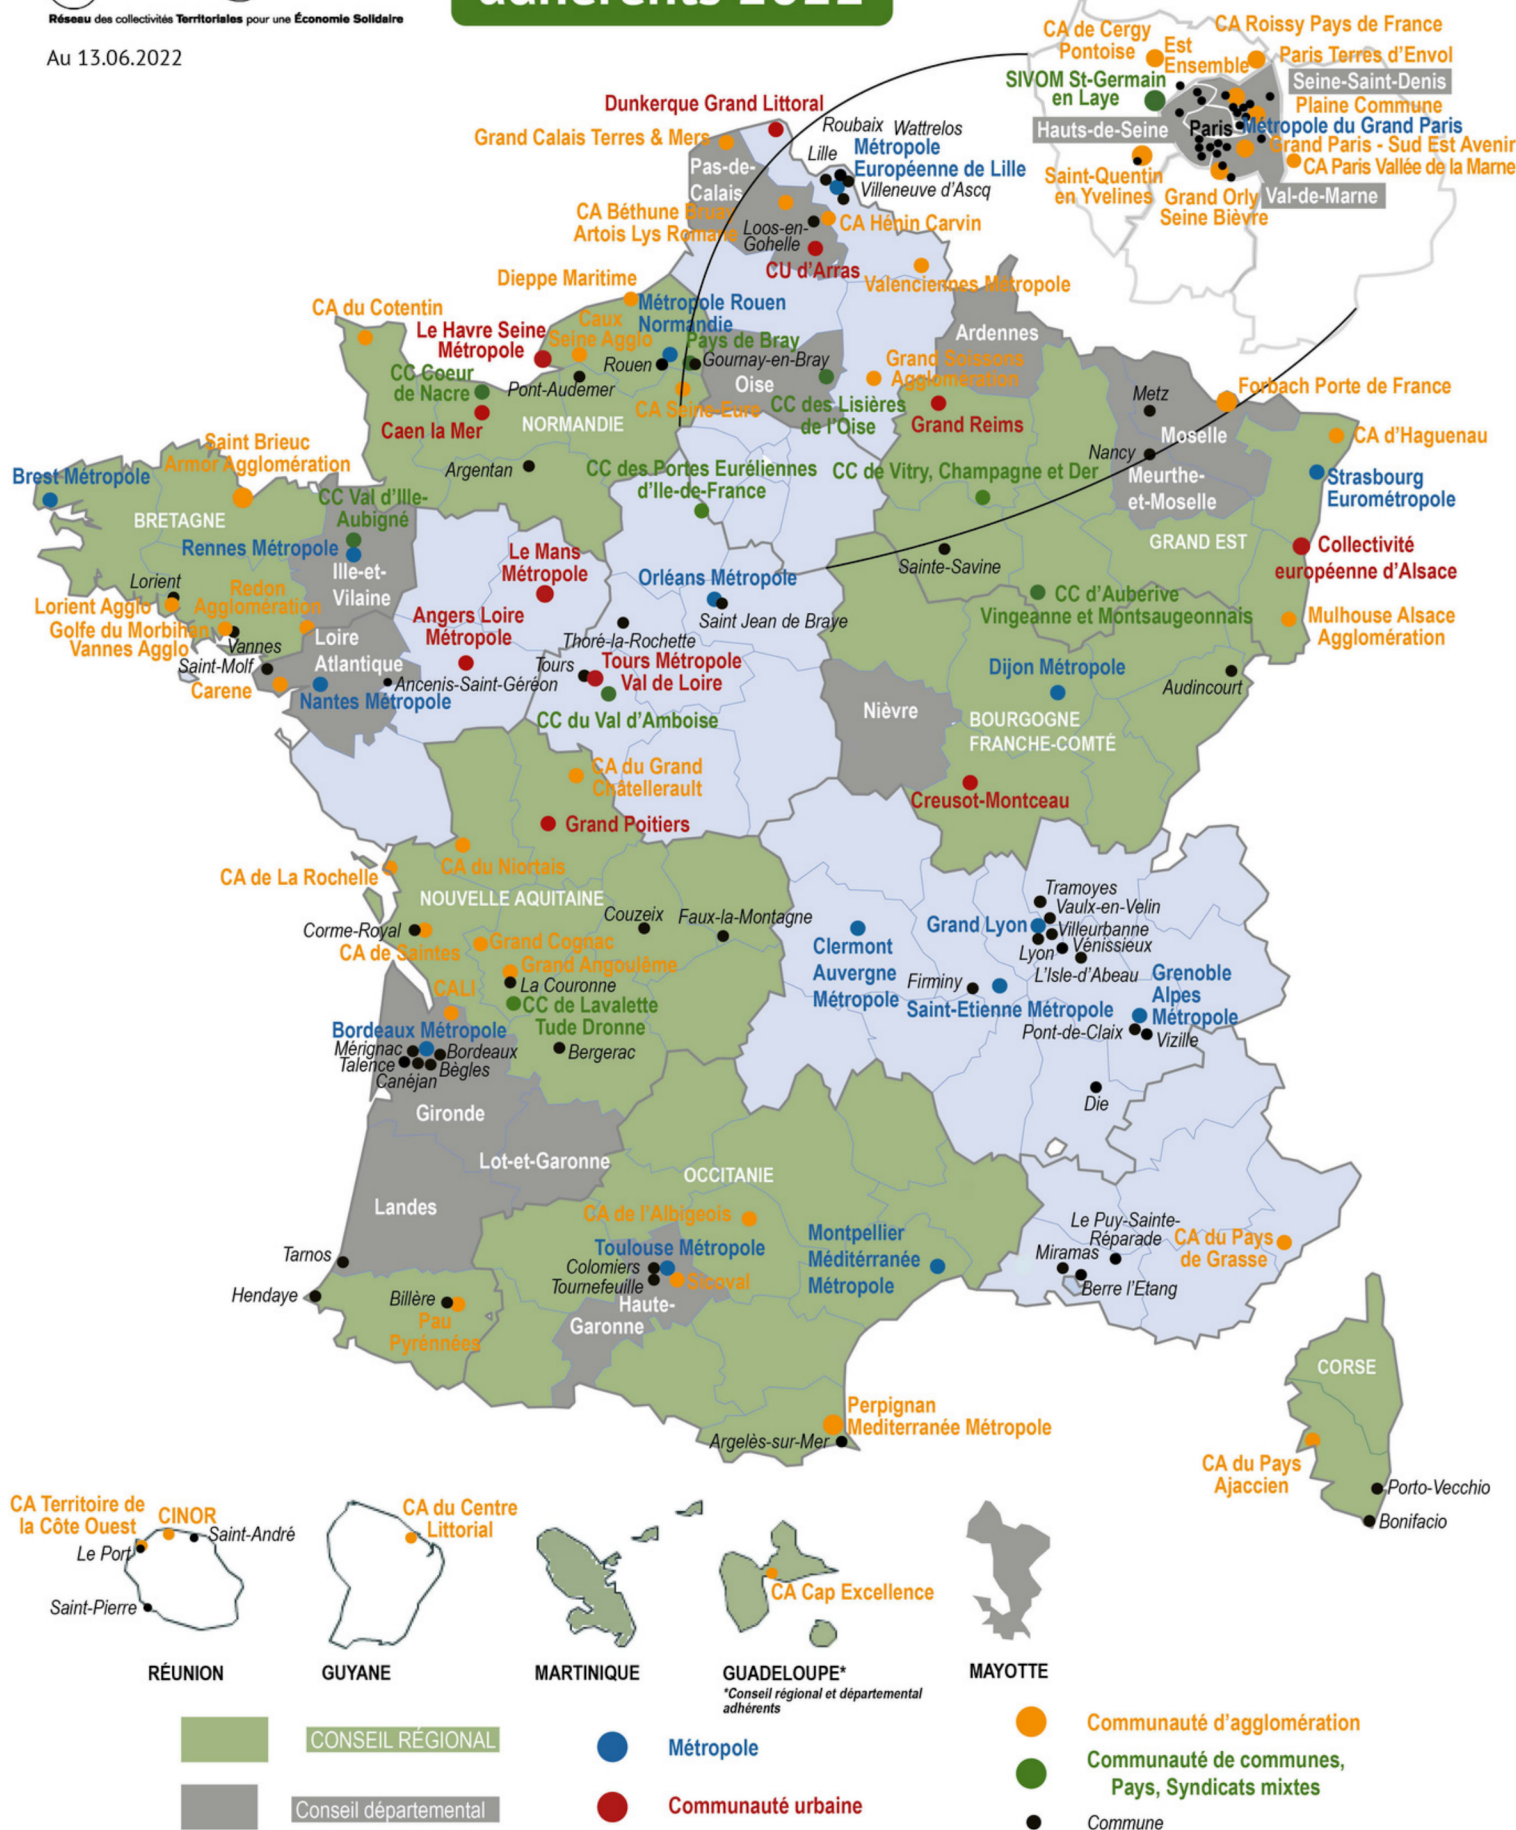 Réseau des collectivités Territoriales pour une Économie Solidaire
adhérents 2022
Au 13.06.2022
CA de Cergy
Pontoise
CA Roissy Pays de France
Est
Ensemble
Paris Terres d'Envol
SIVOM St-Germain
en Laye
Seine-Saint-Denis
Plaine Commune
Hauts-de-Seine
Paris
Métropole du Grand Paris
Grand Paris - Sud Est Avenir
CA Paris Vallée de la Marne
Saint-Quentin
en Yvelines
Grand Orly
Seine Bièvre
Val-de-Marne
Dunkerque Grand Littoral
Grand Calais Terres & Mers
Roubaix
Wattrelos
Lille
Métropole
Européenne de Lille
Villeneuve d'Ascq
Pas-de-
Calais
CA Béthune Bruay
Artois Lys Romane
Loos-en-
Gohelle
CA Hénin Carvin
CU d'Arras
Valenciennes Métropole
Dieppe Maritime
CA du Cotentin
Métropole Rouen
Normandie
Le Havre Seine
Métropole
Caux
Seine Agglo
Pays de Bray
Rouen
Gournay-en-Bray
Ardennes
Oise
Grand Soissons
Agglomération
CC Coeur
de Nacre
Pont-Audemer
CA Seine-Eure
CC des Lisières
de l'Oise
Grand Reims
Caen la Mer
NORMANDIE
Metz
Forbach Porte de France
Moselle
CA d'Haguenau
Nancy
Meurthe-
et-Moselle
Strasbourg
Eurométropole
Saint Brieuc
Armor Agglomération
Argentan
CC des Portes Euréliennes
d'Ile-de-France
CC de Vitry, Champagne et Der
Brest Métropole
BRETAGNE
CC Val d'Ille-
Aubigné
Rennes Métropole
Ille-et-
Vilaine
GRAND EST
Collectivité
européenne d'Alsace
Le Mans
Métropole
Orléans Métropole
Saint Jean de Braye
Sainte-Savine
CC d'Auberive
Vingeanne et Montsaugeonnais
Mulhouse Alsace
Agglomération
Lorient
Lorient Agglo
Redon
Agglomération
Golfe du Morbihan
Vannes Agglo
Vannes
Loire
Atlantique
Angers Loire
Métropole
Thoré-la-Rochette
Saint-Molf
Carene
Ancenis-Saint-Géréon
Nantes Métropole
Tours
Tours Métropole
Val de Loire
CC du Val d'Amboise
Dijon Métropole
Audincourt
Nièvre
BOURGOGNE
FRANCHE-COMTÉ
Creusot-Montceau
CA du Grand
Châtellerault
Grand Poitiers
CA du Niortais
CA de La Rochelle
NOUVELLE AQUITAINE
Couzeix
Faux-la-Montagne
Corme-Royal
CA de Saintes
Grand Cognac
Grand Angoulême
La Couronne
CALI
CC de Lavalette
Tude Dronne
Tramoyes
Vaulx-en-Velin
Grand Lyon
Villeurbanne
Lyon
Vénissieux
L'Isle-d'Abeau
Clermont
Auvergne
Métropole
Firminy
Saint-Etienne Métropole
Grenoble
Alpes
Métropole
Pont-de-Claix
Vizille
Die
Bordeaux Métropole
Mérignac
Bordeaux
Talence
Bègles
Canéjan
Bergerac
Gironde
Lot-et-Garonne
Landes
OCCITANIE
CA de l'Albigeois
Toulouse Métropole
Colomiers
Tournefeuille
Sicoval
Haute-
Garonne
Montpellier
Méditérranée
Métropole
Tarnos
Hendaye
Billère
Pau
Pyrénnées
Le Puy-Sainte-
Réparade
Miramas
Berre l'Etang
CA du Pays
de Grasse
Perpignan
Mediterranée Métropole
Argelès-sur-Mer
CORSE
CA du Pays
Ajaccien
Porto-Vecchio
Bonifacio
CA Territoire de
la Côte Ouest
CINOR
Saint-André
Le Port
Saint-Pierre
CA du Centre
Littorial
CA Cap Excellence
RÉUNION
GUYANE
MARTINIQUE
GUADELOUPE*
*Conseil régional et départemental
adhérents
MAYOTTE
CONSEIL RÉGIONAL
Conseil départemental
Métropole
Communauté urbaine
Communauté d'agglomération
Communauté de communes,
Pays, Syndicats mixtes
Commune